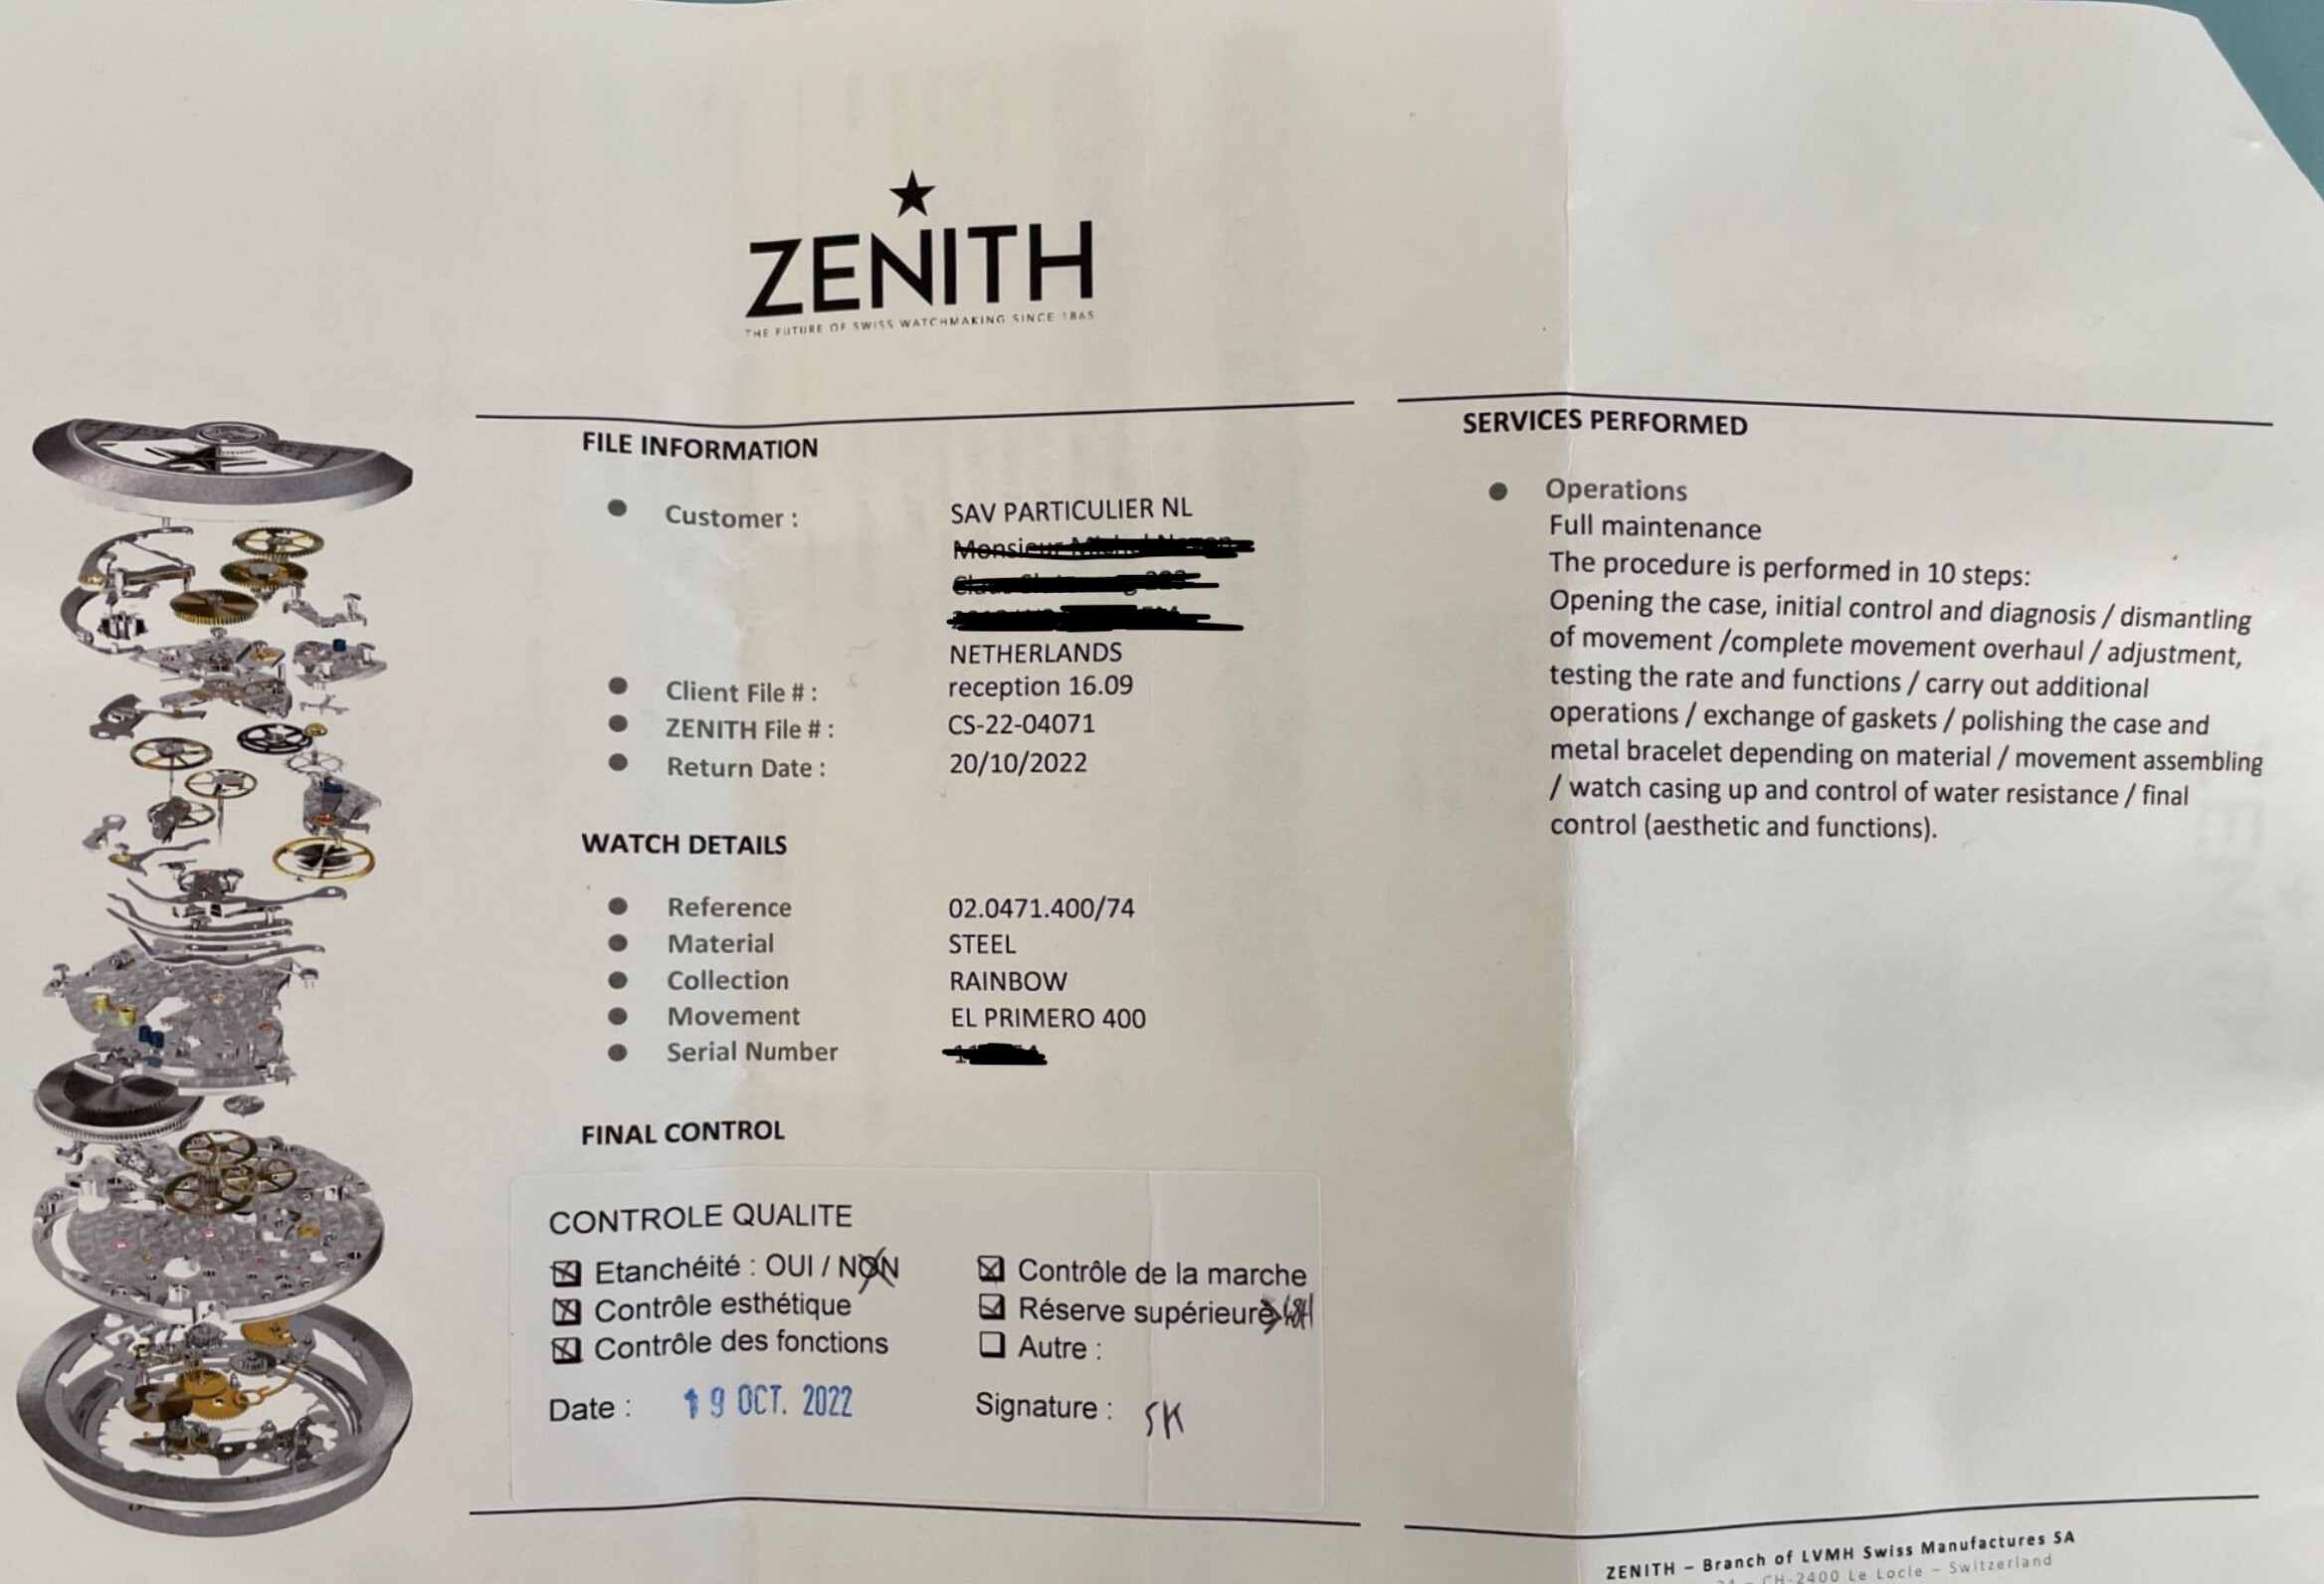 ZENITH
THE FUTURE OF SWISS WATCHMAKING SINCE 1865
FILE INFORMATION
Customer : SAV PARTICULIER NL
Monsieur
NETHERLANDS
Client File # : reception 16.09
ZENITH File # : CS-22-04071
Return Date : 20/10/2022
WATCH DETAILS
Reference 02.0471.400/74
Material STEEL
Collection RAINBOW
Movement EL PRIMERO 400
Serial Number
FINAL CONTROL
CONTROLE QUALITE
Etanchéité : OUI / NON
Contrôle esthétique
Contrôle des fonctions
Contrôle de la marche
Réserve supérieure > 48H
Autre :
Date : 19 OCT. 2022
Signature : SK
SERVICES PERFORMED
Operations
Full maintenance
The procedure is performed in 10 steps:
Opening the case, initial control and diagnosis / dismantling
of movement /complete movement overhaul / adjustment,
testing the rate and functions / carry out additional
operations / exchange of gaskets / polishing the case and
metal bracelet depending on material / movement assembling
/ watch casing up and control of water resistance / final
control (aesthetic and functions).
ZENITH – Branch of LVMH Swiss Manufactures SA
– CH-2400 Le Locle – Switzerland